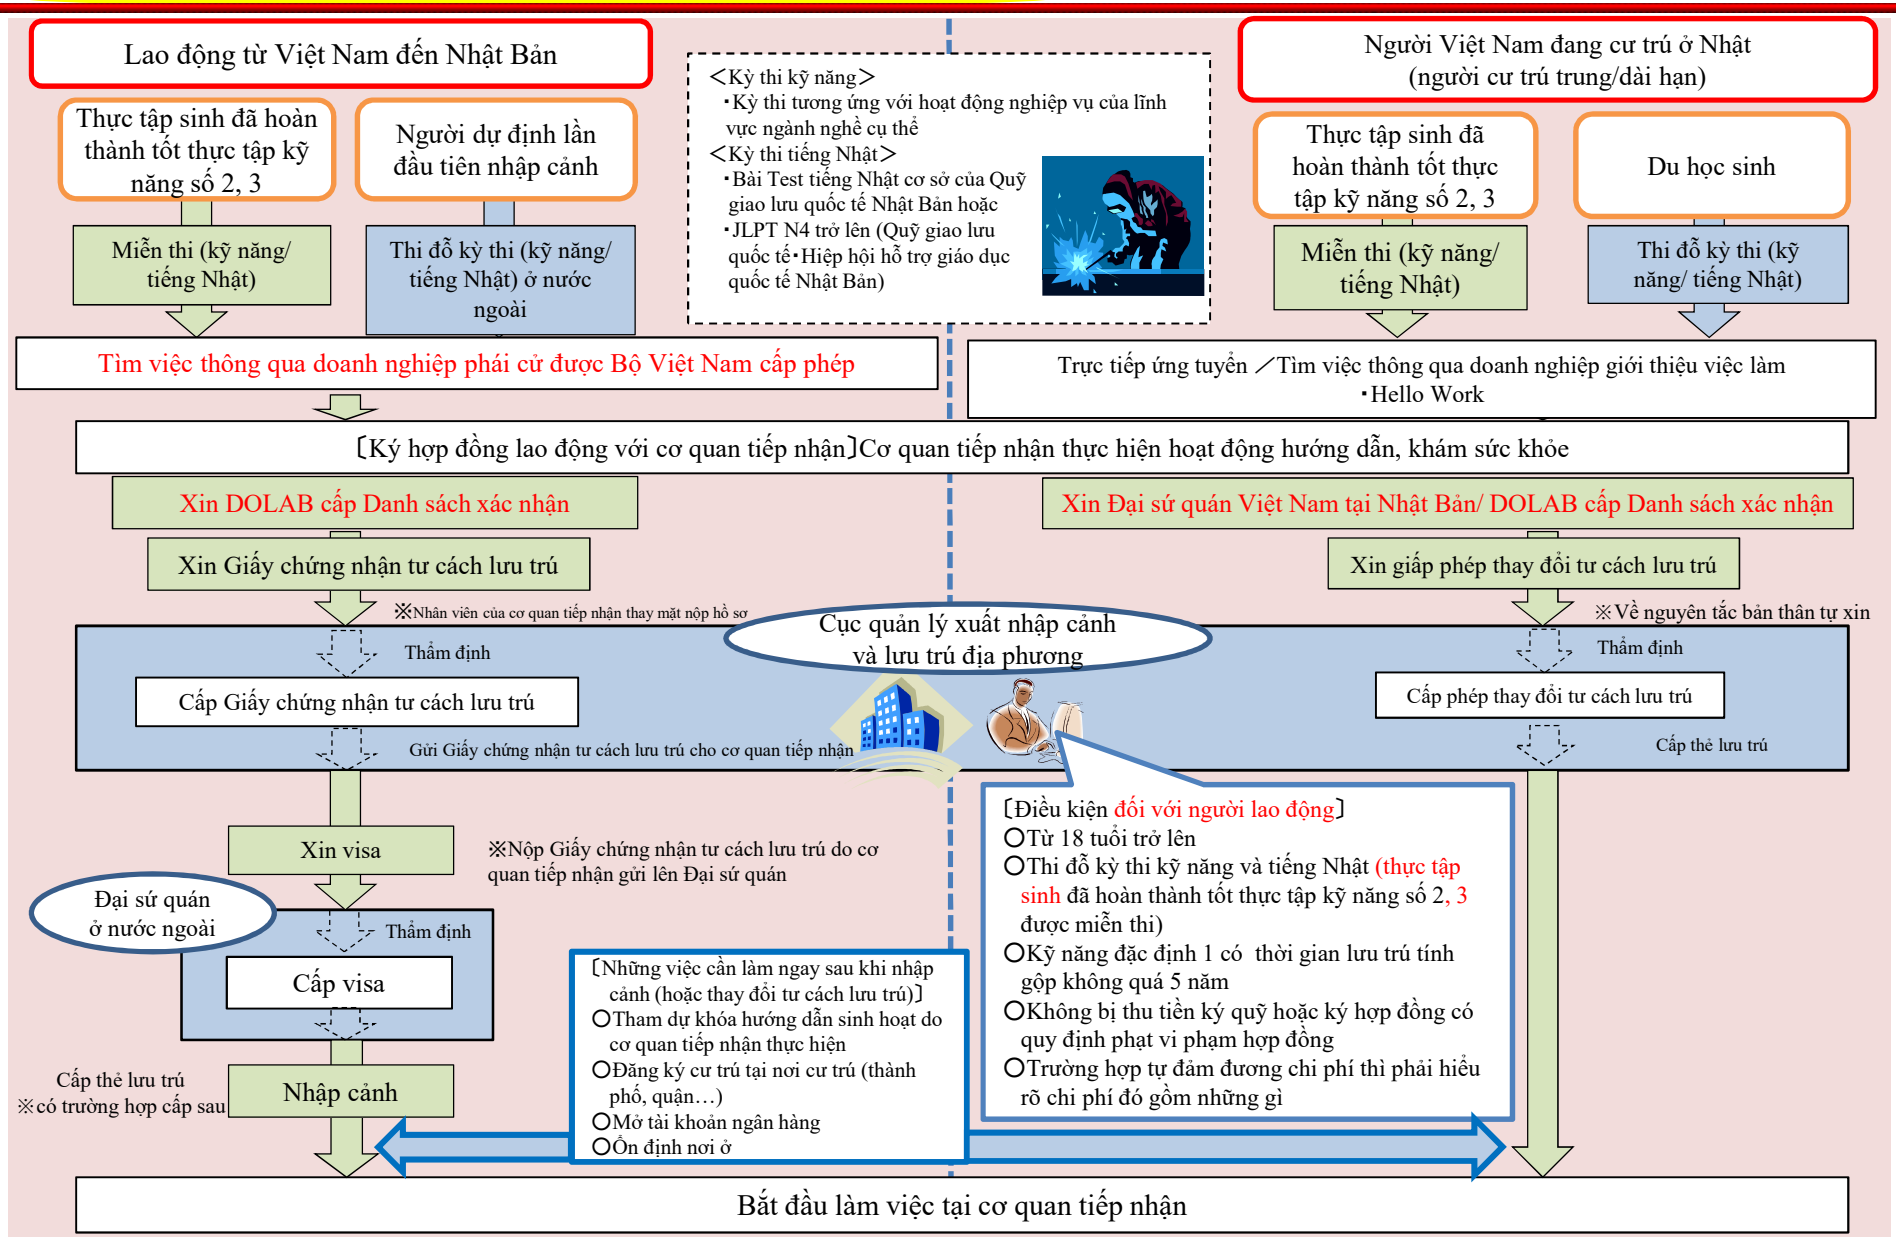 Lao động từ Việt Nam đến Nhật Bản
Thực tập sinh đã hoàn
thành tốt thực tập kỹ
năng số 2, 3
Người dự định lần
đầu tiên nhập cảnh
Miễn thi (kỹ năng/
tiếng Nhật)
Thi đỗ kỳ thi (kỹ năng/
tiếng Nhật) ở nước
ngoài
Tìm việc thông qua doanh nghiệp phái cử được Bộ Việt Nam cấp phép
＜Kỳ thi kỹ năng＞
・Kỳ thi tương ứng với hoạt động nghiệp vụ của lĩnh
vực ngành nghề cụ thể
＜Kỳ thi tiếng Nhật＞
・Bài Test tiếng Nhật cơ sở của Quỹ
giao lưu quốc tế Nhật Bản hoặc
・JLPT N4 trở lên (Quỹ giao lưu
quốc tế・Hiệp hội hỗ trợ giáo dục
quốc tế Nhật Bản)
Người Việt Nam đang cư trú ở Nhật
(người cư trú trung/dài hạn)
Thực tập sinh đã
hoàn thành tốt thực
tập kỹ năng số 2, 3
Du học sinh
Miễn thi (kỹ năng/
tiếng Nhật)
Thi đỗ kỳ thi (kỹ
năng/ tiếng Nhật)
Trực tiếp ứng tuyển ／Tìm việc thông qua doanh nghiệp giới thiệu việc làm
・Hello Work
〔Ký hợp đồng lao động với cơ quan tiếp nhận〕Cơ quan tiếp nhận thực hiện hoạt động hướng dẫn, khám sức khỏe
Xin DOLAB cấp Danh sách xác nhận
Xin Giấy chứng nhận tư cách lưu trú
※Nhân viên của cơ quan tiếp nhận thay mặt nộp hồ sơ
Xin Đại sứ quán Việt Nam tại Nhật Bản/ DOLAB cấp Danh sách xác nhận
Xin giấp phép thay đổi tư cách lưu trú
※Về nguyên tắc bản thân tự xin
Cục quản lý xuất nhập cảnh
và lưu trú địa phương
Thẩm định
Cấp Giấy chứng nhận tư cách lưu trú
Gửi Giấy chứng nhận tư cách lưu trú cho cơ quan tiếp nhận
Thẩm định
Cấp phép thay đổi tư cách lưu trú
Cấp thẻ lưu trú
Xin visa
※Nộp Giấy chứng nhận tư cách lưu trú do cơ
quan tiếp nhận gửi lên Đại sứ quán
Đại sứ quán
ở nước ngoài
Thẩm định
Cấp visa
Cấp thẻ lưu trú
※có trường hợp cấp sau
Nhập cảnh
〔Những việc cần làm ngay sau khi nhập
cảnh (hoặc thay đổi tư cách lưu trú)〕
○Tham dự khóa hướng dẫn sinh hoạt do
cơ quan tiếp nhận thực hiện
○Đăng ký cư trú tại nơi cư trú (thành
phố, quận…)
○Mở tài khoản ngân hàng
○Ổn định nơi ở
〔Điều kiện đối với người lao động〕
○Từ 18 tuổi trở lên
○Thi đỗ kỳ thi kỹ năng và tiếng Nhật (thực tập
sinh đã hoàn thành tốt thực tập kỹ năng số 2, 3
được miễn thi)
○Kỹ năng đặc định 1 có thời gian lưu trú tính
gộp không quá 5 năm
○Không bị thu tiền ký quỹ hoặc ký hợp đồng có
quy định phạt vi phạm hợp đồng
○Trường hợp tự đảm đương chi phí thì phải hiểu
rõ chi phí đó gồm những gì
Bắt đầu làm việc tại cơ quan tiếp nhận